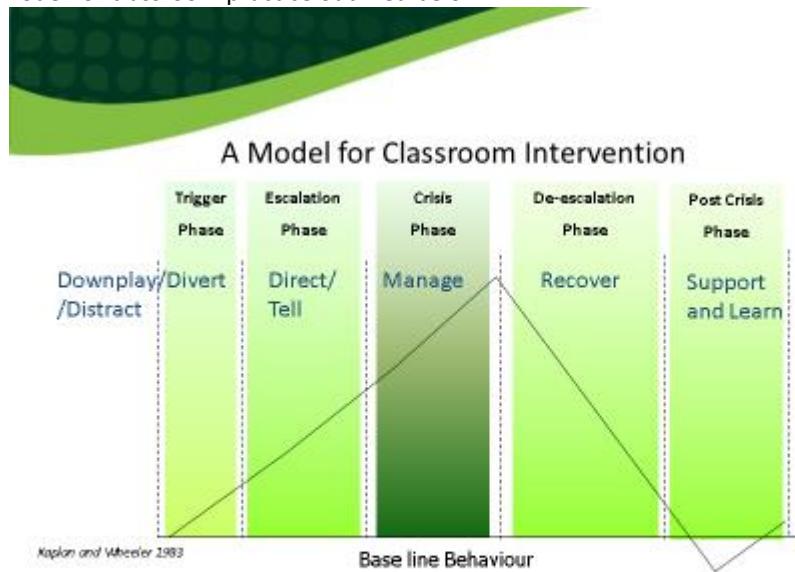 A Model for Classroom Intervention
Trigger
Phase
Escalation
Phase
Crisis
Phase
De-escalation
Phase
Post Crisis
Phase
Downplay/Divert
/Distract
Direct/
Tell
Manage
Recover
Support
and Learn
Kaplan and Wheeler 1983
Base line Behaviour